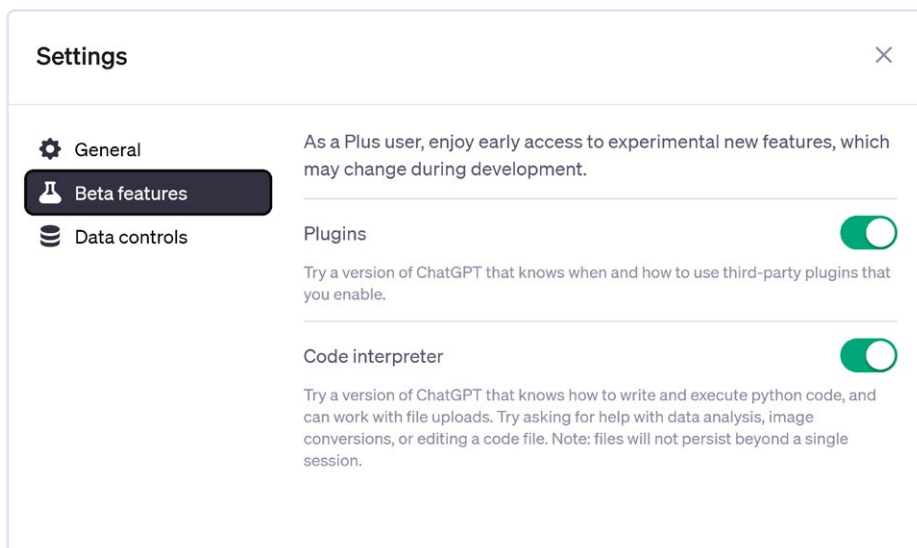 Settings
General
Beta features
Data controls
As a Plus user, enjoy early access to experimental new features, which
may change during development.
Plugins
Try a version of ChatGPT that knows when and how to use third-party plugins that
you enable.
Code interpreter
Try a version of ChatGPT that knows how to write and execute python code, and
can work with file uploads. Try asking for help with data analysis, image
conversions, or editing a code file. Note: files will not persist beyond a single
session.